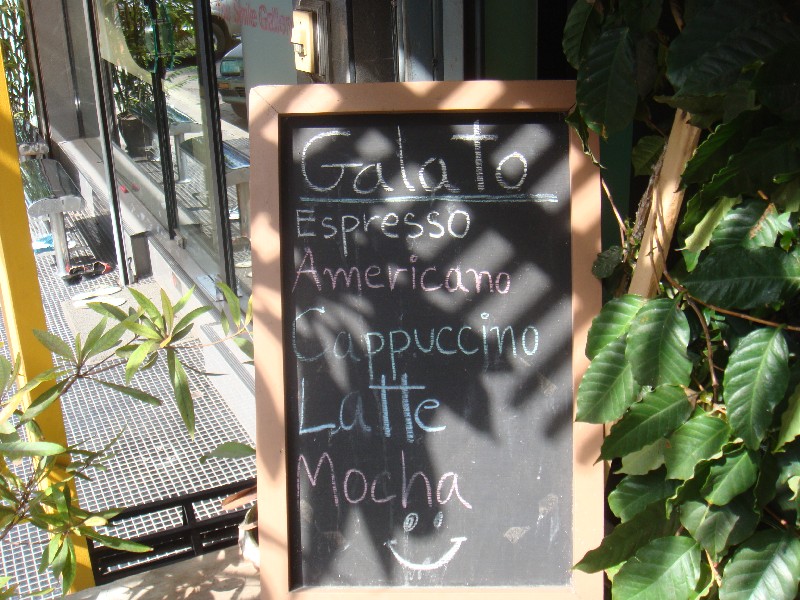 Galato
Espresso
Americano
Cappuccino
Latte
Mocha